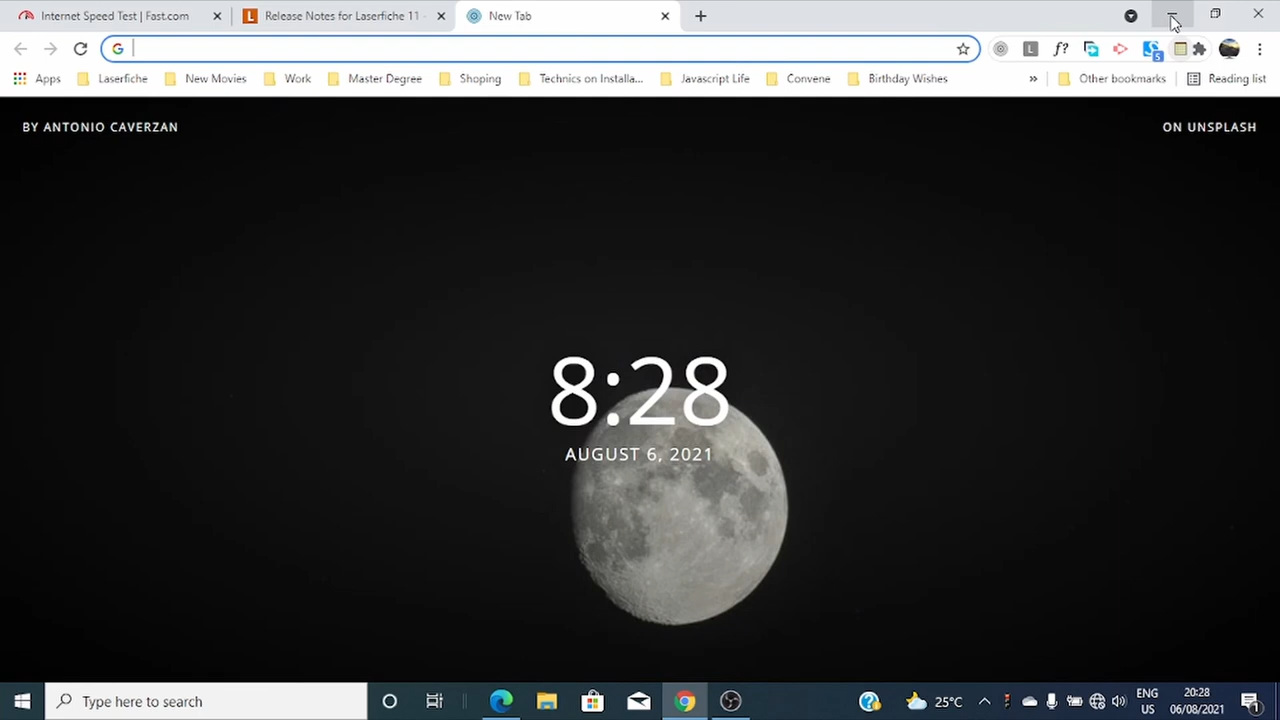 Internet Speed Test | Fast.com
Release Notes for Laserfiche 11 -
New Tab
L
f?
5
Apps
Laserfiche
New Movies
Work
Master Degree
Shoping
Technics on Installa...
Javascript Life
Convene
Birthday Wishes
»
Other bookmarks
Reading list
BY ANTONIO CAVERZAN
ON UNSPLASH
8:28
AUGUST 6, 2021
Type here to search
25°C
ENG
US
20:28
06/08/2021
1